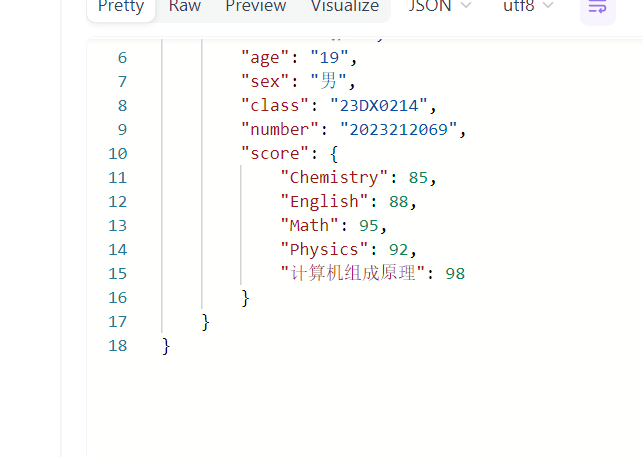 Pretty Raw Preview Visualize JSON utf8
6 "age": "19",
7 "sex": "男",
8 "class": "23DX0214",
9 "number": "2023212069",
10 "score": {
11 "Chemistry": 85,
12 "English": 88,
13 "Math": 95,
14 "Physics": 92,
15 "计算机组成原理": 98
16 }
17 }
18 }